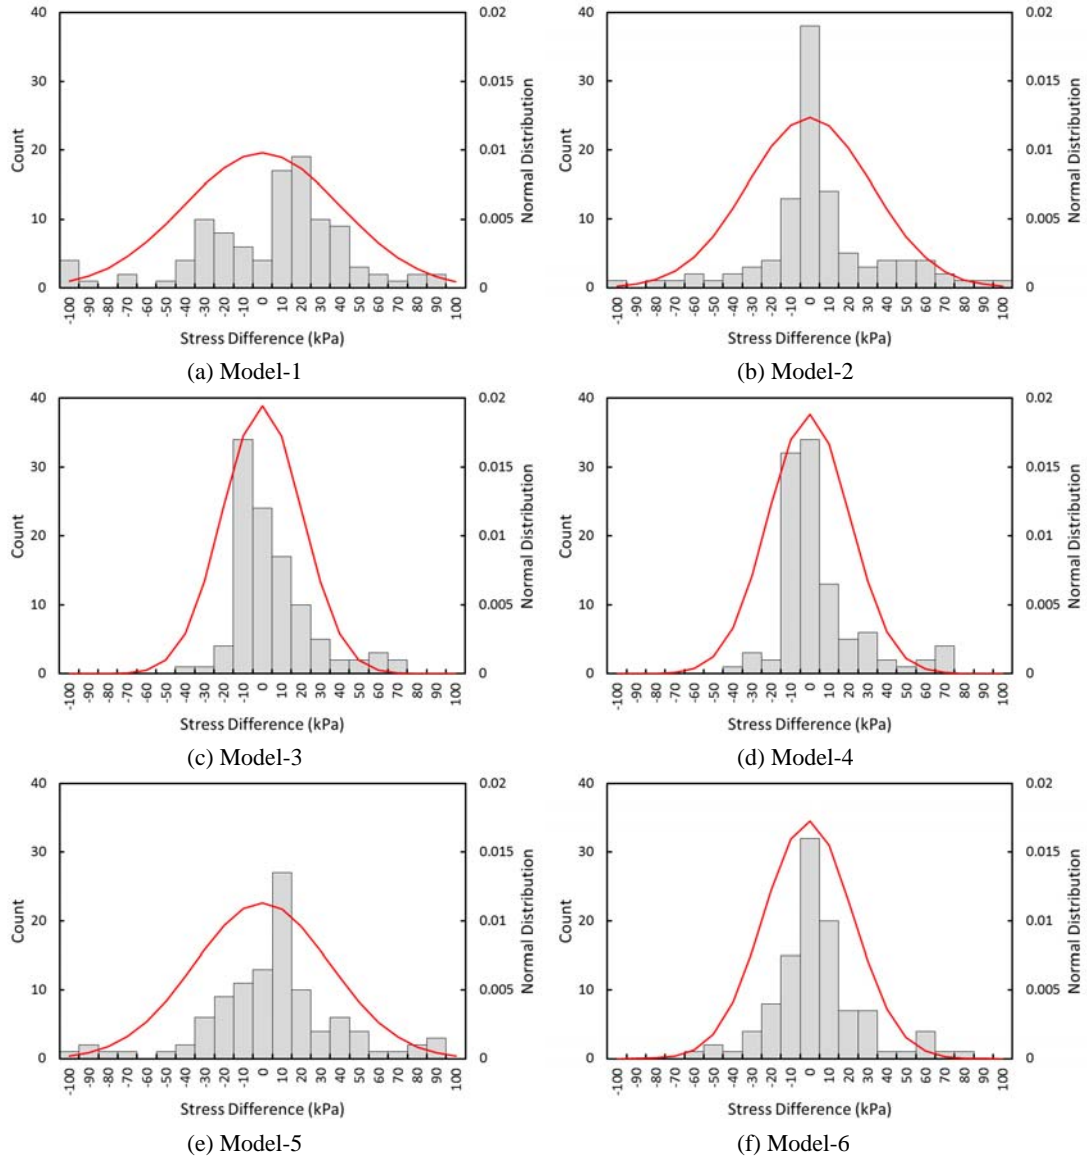 40
30
20
10
0
0.02
0.015
0.01
0.005
0
Count
Normal Distribution
-100 -90 -80 -70 -60 -50 -40 -30 -20 -10 0 10 20 30 40 50 60 70 80 90 100
Stress Difference (kPa)
(a) Model-1
40
30
20
10
0
0.02
0.015
0.01
0.005
0
Count
Normal Distribution
-100 -90 -80 -70 -60 -50 -40 -30 -20 -10 0 10 20 30 40 50 60 70 80 90 100
Stress Difference (kPa)
(b) Model-2
40
30
20
10
0
0.02
0.015
0.01
0.005
0
Count
Normal Distribution
-100 -90 -80 -70 -60 -50 -40 -30 -20 -10 0 10 20 30 40 50 60 70 80 90 100
Stress Difference (kPa)
(c) Model-3
40
30
20
10
0
0.02
0.015
0.01
0.005
0
Count
Normal Distribution
-100 -90 -80 -70 -60 -50 -40 -30 -20 -10 0 10 20 30 40 50 60 70 80 90 100
Stress Difference (kPa)
(d) Model-4
40
30
20
10
0
0.02
0.015
0.01
0.005
0
Count
Normal Distribution
-100 -90 -80 -70 -60 -50 -40 -30 -20 -10 0 10 20 30 40 50 60 70 80 90 100
Stress Difference (kPa)
(e) Model-5
40
30
20
10
0
0.02
0.015
0.01
0.005
0
Count
Normal Distribution
-100 -90 -80 -70 -60 -50 -40 -30 -20 -10 0 10 20 30 40 50 60 70 80 90 100
Stress Difference (kPa)
(f) Model-6